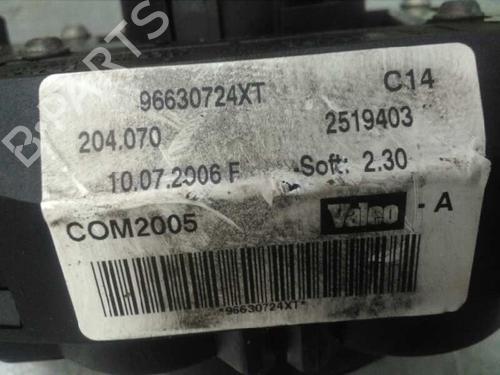 96630724XT C14
204.070 2519403
10.07.2006 F Soft: 2.30
COM2005 Valeo - A
*96630724XT*